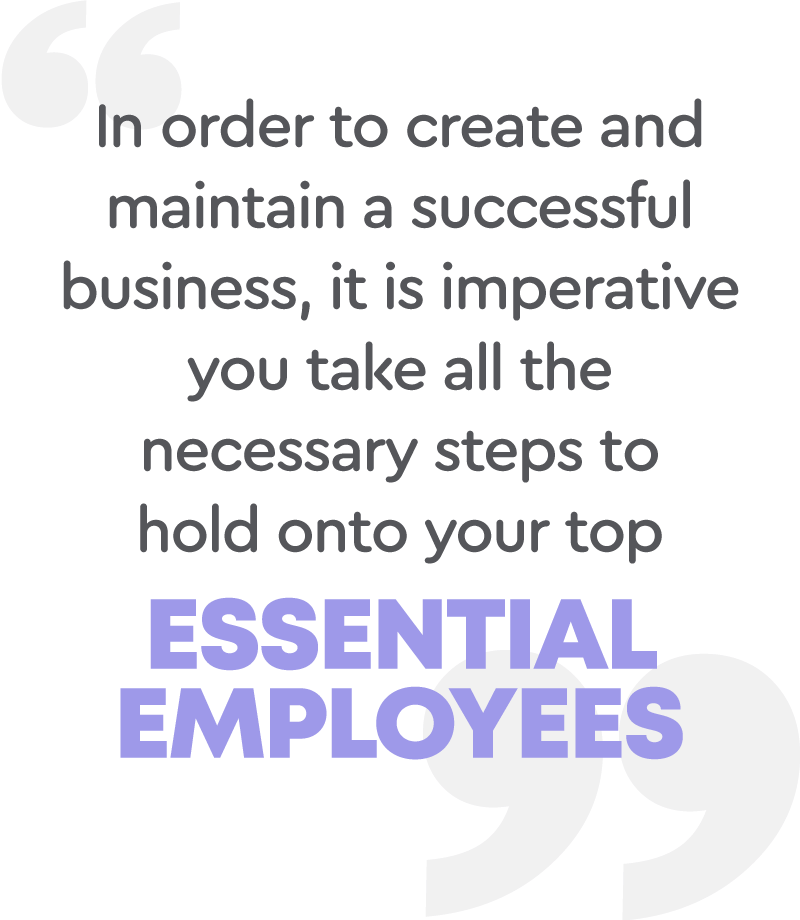 In order to create and
maintain a successful
business, it is imperative
you take all the
necessary steps to
hold onto your top
ESSENTIAL
EMPLOYEES